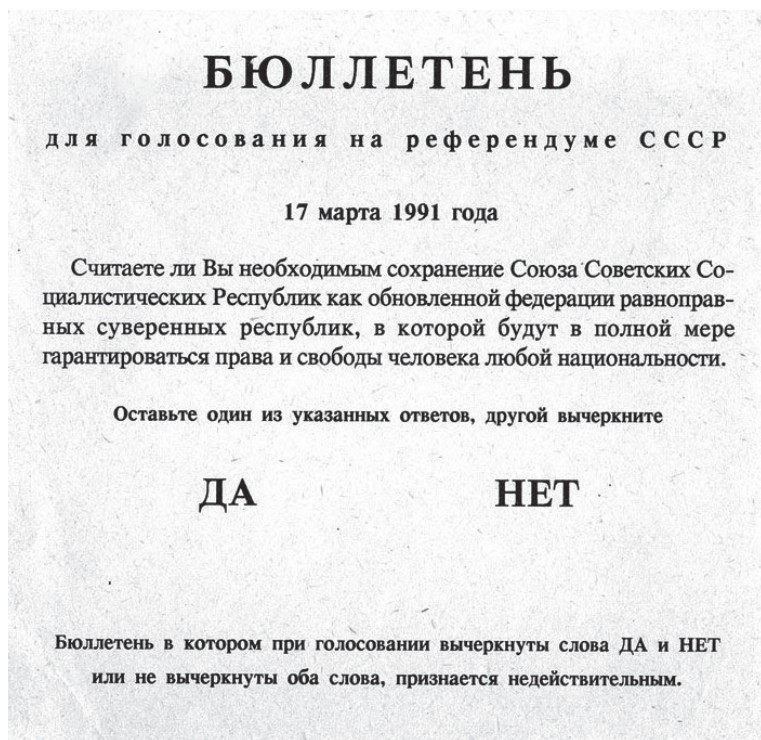 БЮЛЛЕТЕНЬ
для голосования на референдуме СССР
17 марта 1991 года
Считаете ли Вы необходимым сохранение Союза Советских Со-
циалистических Республик как обновленной федерации равноправ-
ных суверенных республик, в которой будут в полной мере
гарантироваться права и свободы человека любой национальности.
Оставьте один из указанных ответов, другой вычеркните
ДА НЕТ
Бюллетень в котором при голосовании вычеркнуты слова ДА и НЕТ
или не вычеркнуты оба слова, признается недействительным.